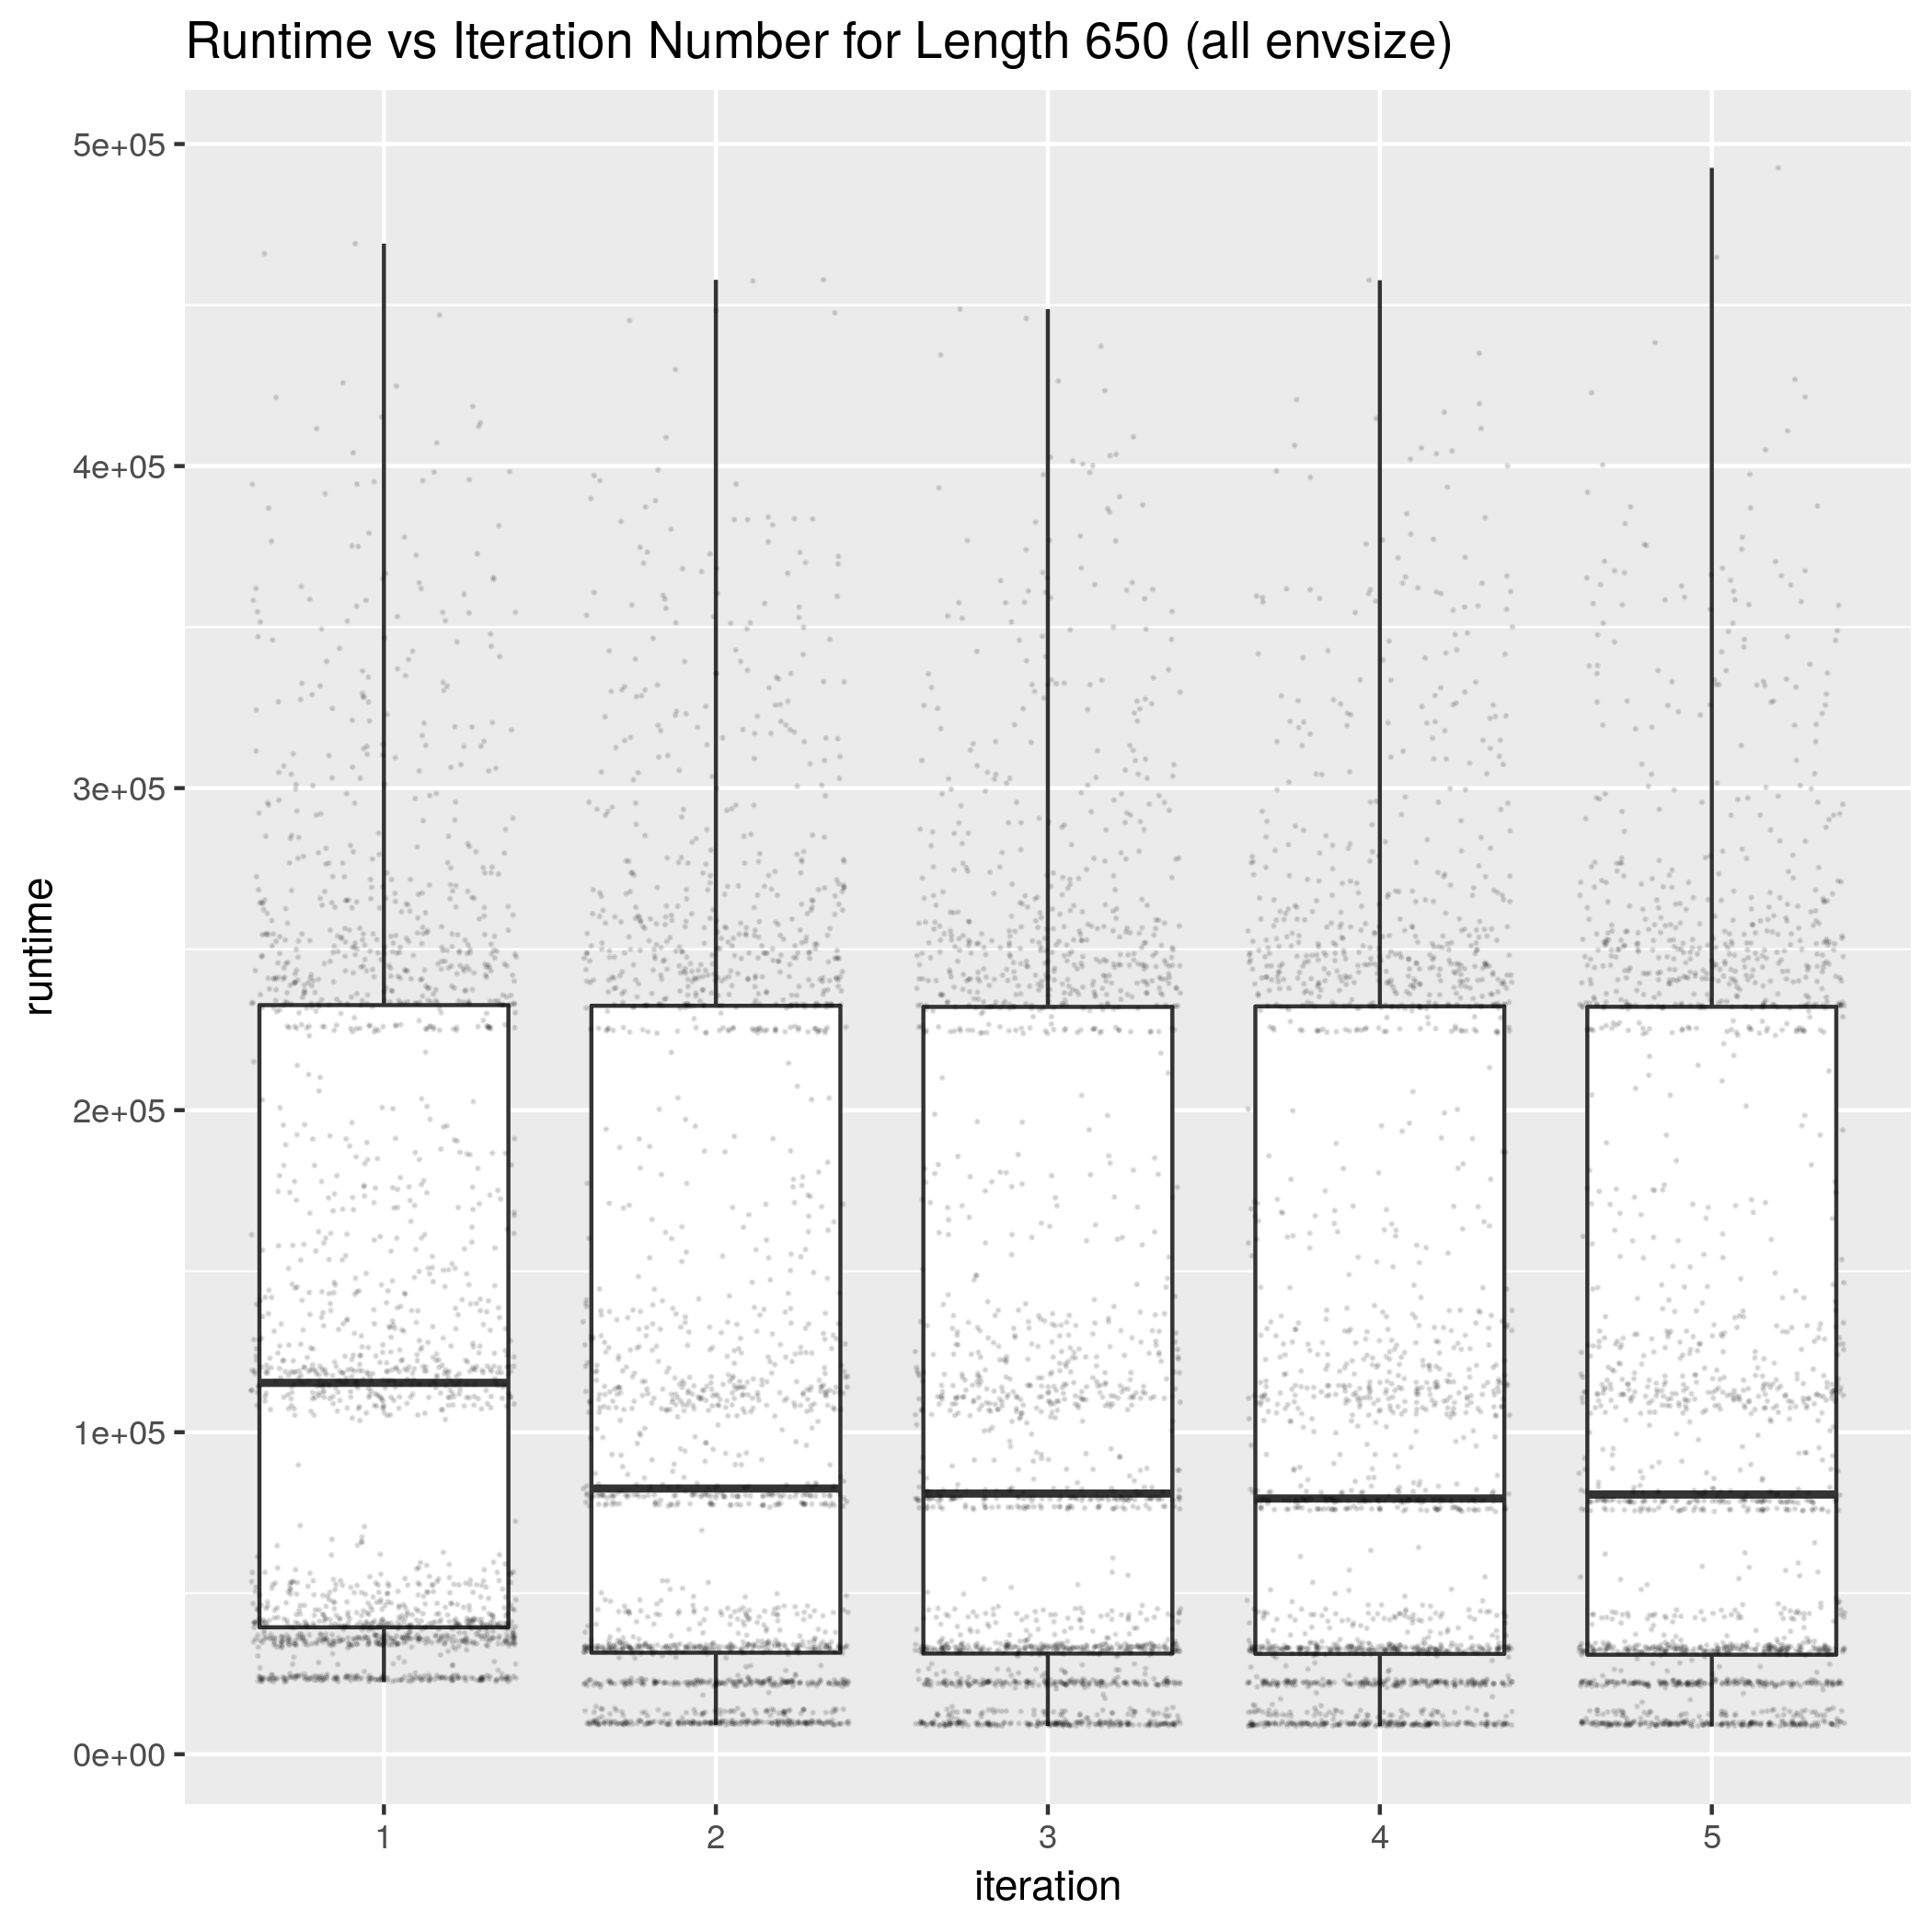 Runtime vs Iteration Number for Length 650 (all envsize)
5e+05
4e+05
3e+05
2e+05
1e+05
0e+00
runtime
1 2 3 4 5
iteration